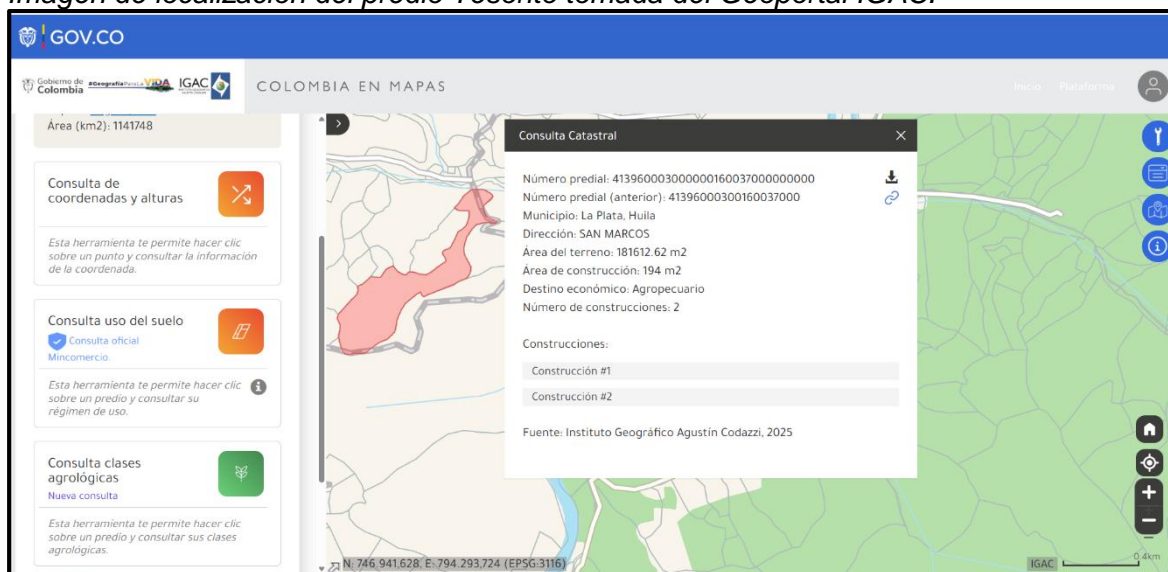 Imagen de localización del predio
tomada del Geoportal IGAC.
GOV.CO
Gobierno de
Colombia
#GeografíaParaLa VIDA
IGAC
COLOMBIA EN MAPAS
Inicio
Plataforma
Área (km2): 1141748
Consulta de
coordenadas y alturas
Esta herramienta te permite hacer clic
sobre un punto y consultar la información
de la coordenada.
Consulta uso del suelo
Consulta oficial
Mincomercio.
Esta herramienta te permite hacer clic
sobre un predio y consultar su
régimen de uso.
Consulta clases
agrológicas
Nueva consulta
Esta herramienta te permite hacer clic
sobre un predio y consultar sus clases
agrológicas.
Consulta Catastral
Número predial: 413960003000000160037000000000
Número predial (anterior): 41396000300160037000
Municipio: La Plata, Huila
Dirección: SAN MARCOS
Área del terreno: 181612.62 m2
Área de construcción: 194 m2
Destino económico: Agropecuario
Número de construcciones: 2
Construcciones:
Construcción #1
Construcción #2
Fuente: Instituto Geográfico Agustín Codazzi, 2025
N: 746.941,628, E: 794.293,724 (EPSG:3116)
IGAC
0.4km